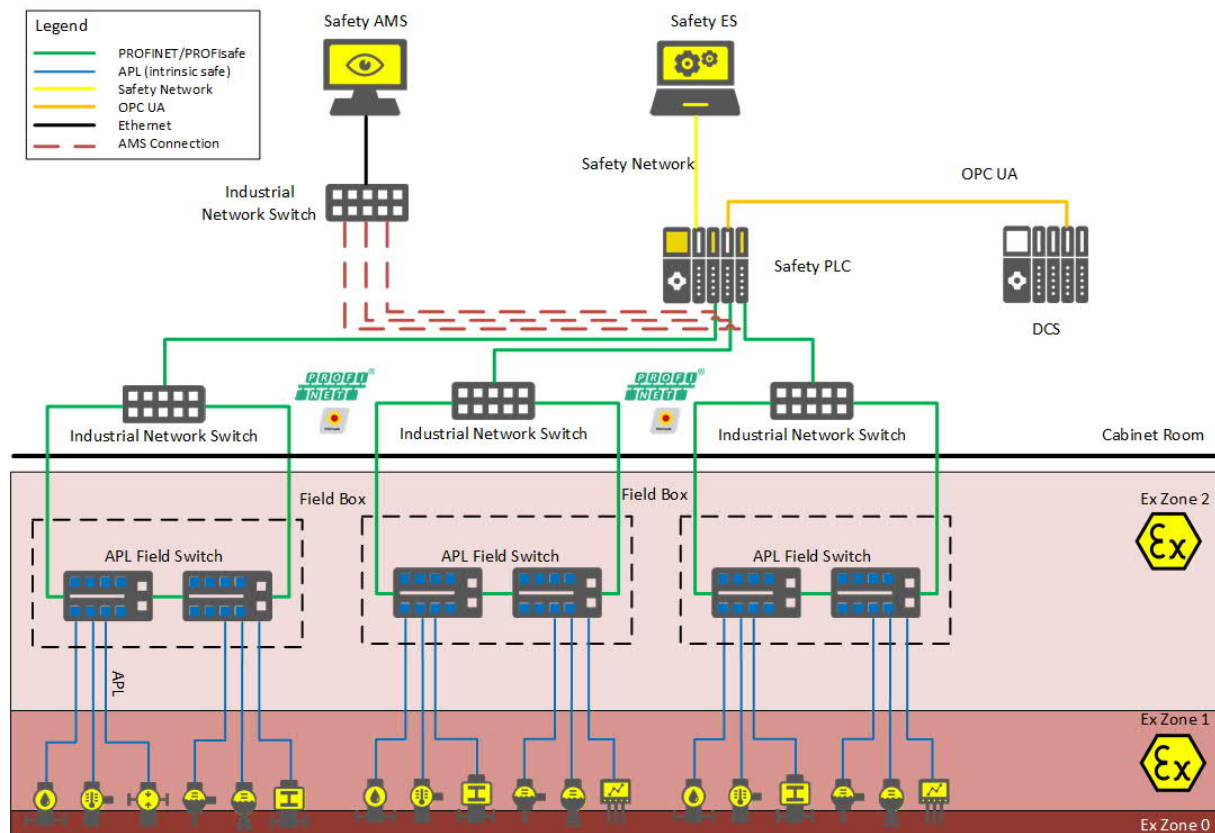 Legend
PROFINET/PROFIsafe
APL (intrinsic safe)
Safety Network
OPC UA
Ethernet
AMS Connection
Safety AMS
Safety ES
Safety Network
OPC UA
Industrial
Network Switch
Safety PLC
DCS
PROFI
NET
®
PROFI
NET
®
Industrial Network Switch
Industrial Network Switch
Industrial Network Switch
Cabinet Room
Field Box
Field Box
Ex Zone 2
Ex
APL Field Switch
APL Field Switch
APL Field Switch
APL
Ex Zone 1
Ex
Ex Zone 0